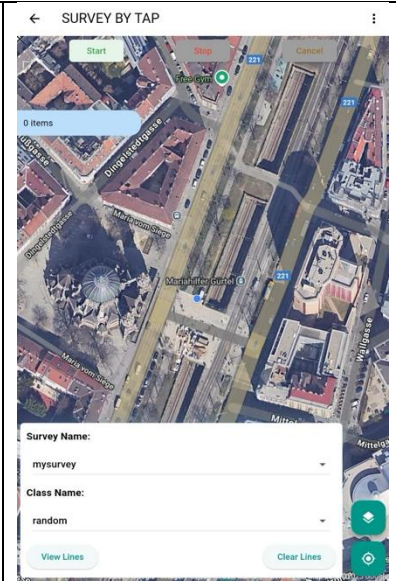 SURVEY BY TAP
Start
Stop
Cancel
221
Free Gym
221
0 items
Dingelstedtgasse
Maria vom Siege
Dingelstedtgasse
221
Mariahilfer Gürtel
Wallgasse
Maria vom Siege
Survey Name:
Mittelga
mysurvey
Class Name:
random
View Lines
Clear Lines